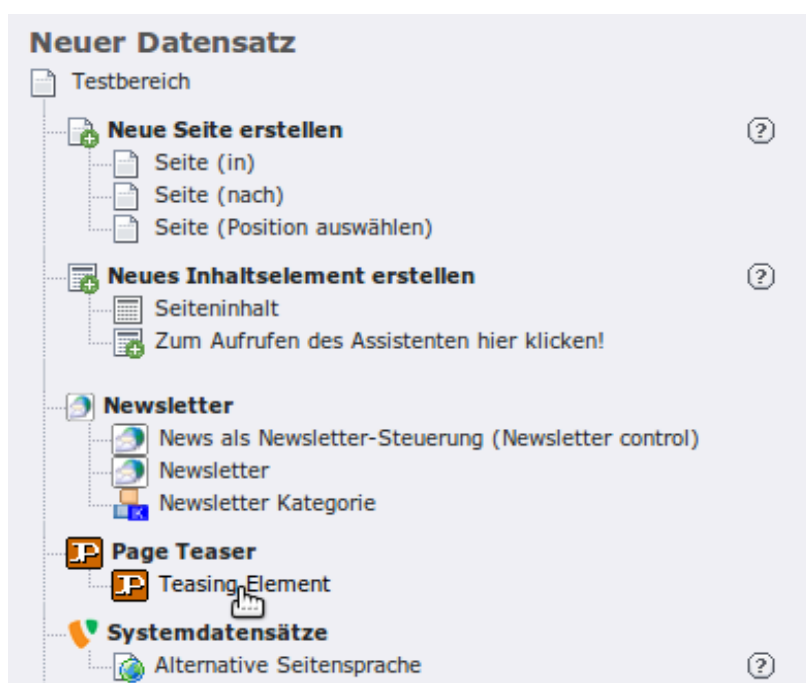 Neuer Datensatz
Testbereich
Neue Seite erstellen ?
Seite (in)
Seite (nach)
Seite (Position auswählen)
Neues Inhaltselement erstellen ?
Seiteninhalt
Zum Aufrufen des Assistenten hier klicken!
Newsletter
News als Newsletter-Steuerung (Newsletter control)
Newsletter
Newsletter Kategorie
Page Teaser
Teasing Element
Systemdatensätze
Alternative Seitensprache ?